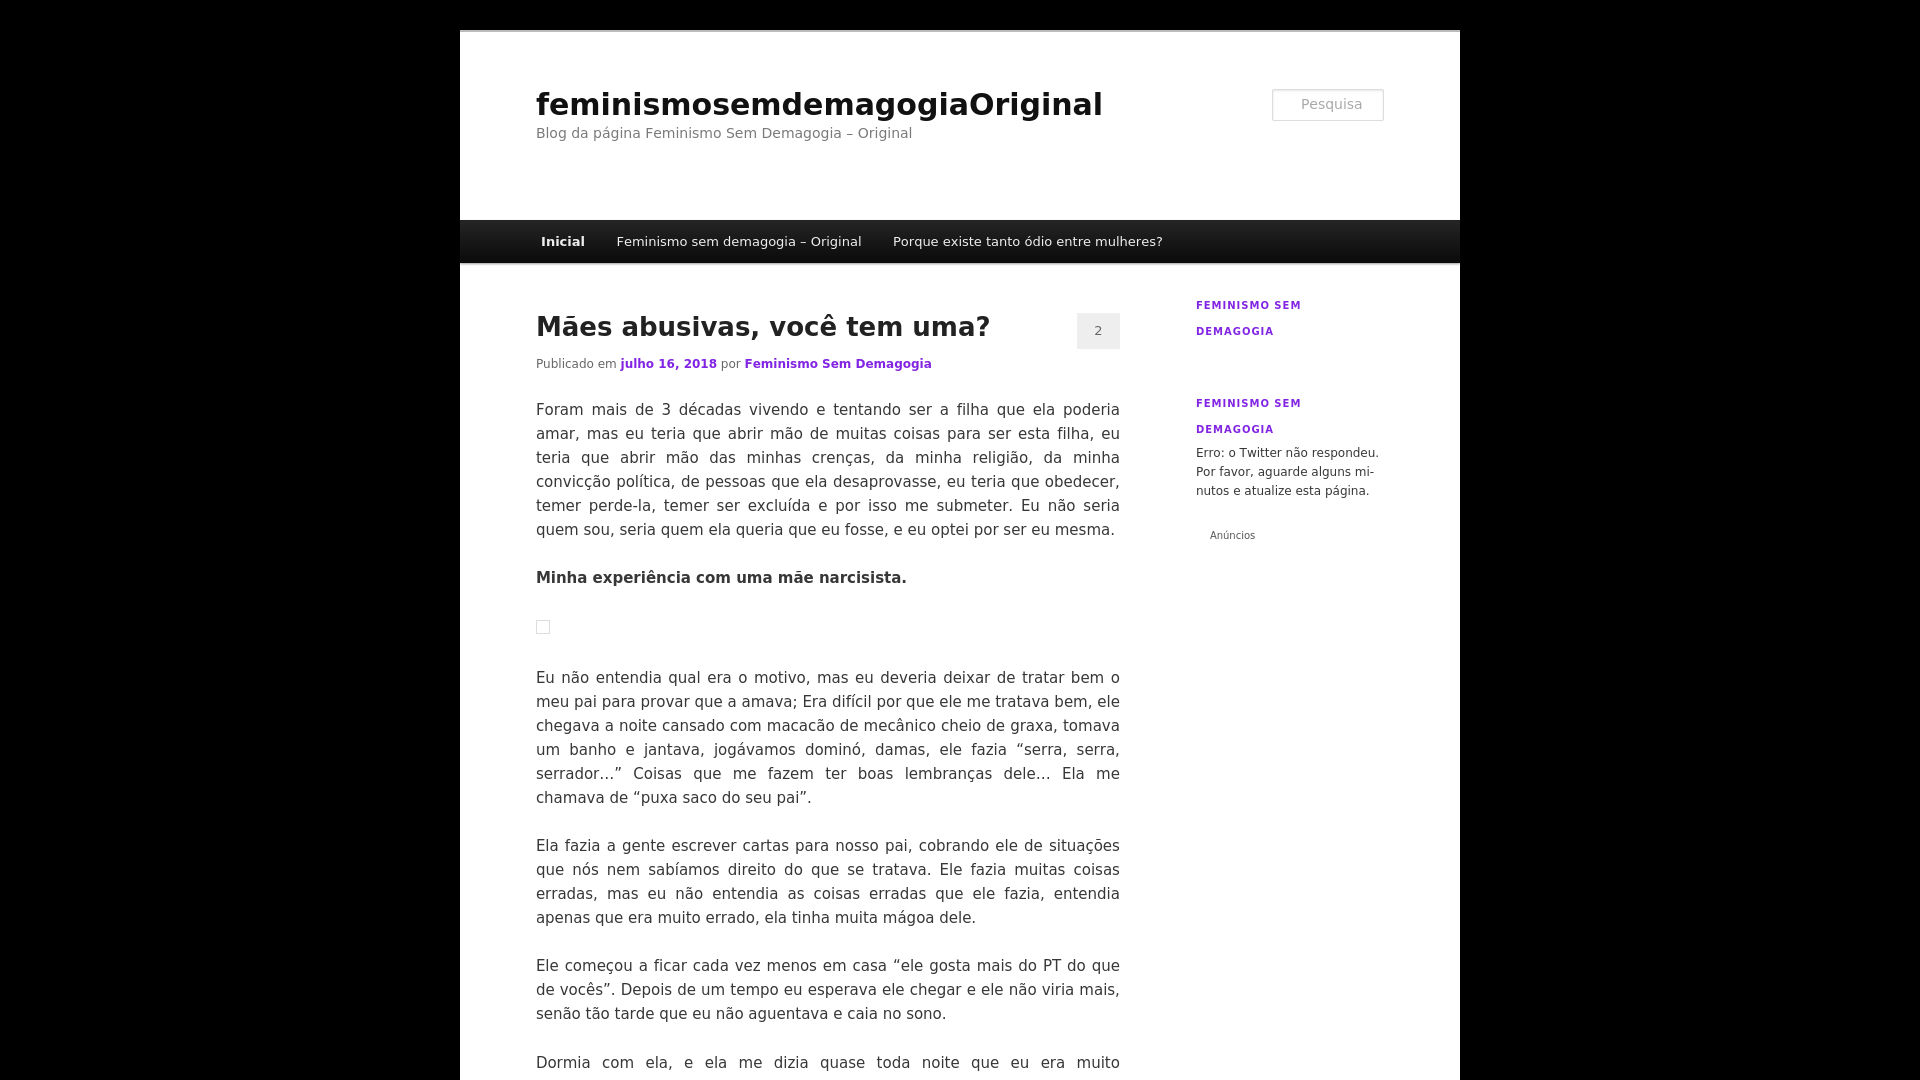 feminismosemdemagogiaOriginal
Blog da página Feminismo Sem Demagogia – Original
Pesquisa
Inicial
Feminismo sem demagogia – Original
Porque existe tanto ódio entre mulheres?
Mães abusivas, você tem uma?
2
Publicado em julho 16, 2018 por Feminismo Sem Demagogia
Foram mais de 3 décadas vivendo e tentando ser a filha que ela poderia
amar, mas eu teria que abrir mão de muitas coisas para ser esta filha, eu
teria que abrir mão das minhas crenças, da minha religião, da minha
convicção política, de pessoas que ela desaprovasse, eu teria que obedecer,
temer perde-la, temer ser excluída e por isso me submeter. Eu não seria
quem sou, seria quem ela queria que eu fosse, e eu optei por ser eu mesma.
Minha experiência com uma mãe narcisista.
Eu não entendia qual era o motivo, mas eu deveria deixar de tratar bem o
meu pai para provar que a amava; Era difícil por que ele me tratava bem, ele
chegava a noite cansado com macacão de mecânico cheio de graxa, tomava
um banho e jantava, jogávamos dominó, damas, ele fazia “serra, serra,
serrador…” Coisas que me fazem ter boas lembranças dele… Ela me
chamava de “puxa saco do seu pai”.
Ela fazia a gente escrever cartas para nosso pai, cobrando ele de situações
que nós nem sabíamos direito do que se tratava. Ele fazia muitas coisas
erradas, mas eu não entendia as coisas erradas que ele fazia, entendia
apenas que era muito errado, ela tinha muita mágoa dele.
Ele começou a ficar cada vez menos em casa “ele gosta mais do PT do que
de vocês”. Depois de um tempo eu esperava ele chegar e ele não viria mais,
senão tão tarde que eu não aguentava e caia no sono.
Dormia com ela, e ela me dizia quase toda noite que eu era muito
FEMINISMO SEM
DEMAGOGIA
FEMINISMO SEM
DEMAGOGIA
Erro: o Twitter não respondeu.
Por favor, aguarde alguns mi-
nutos e atualize esta página.
Anúncios